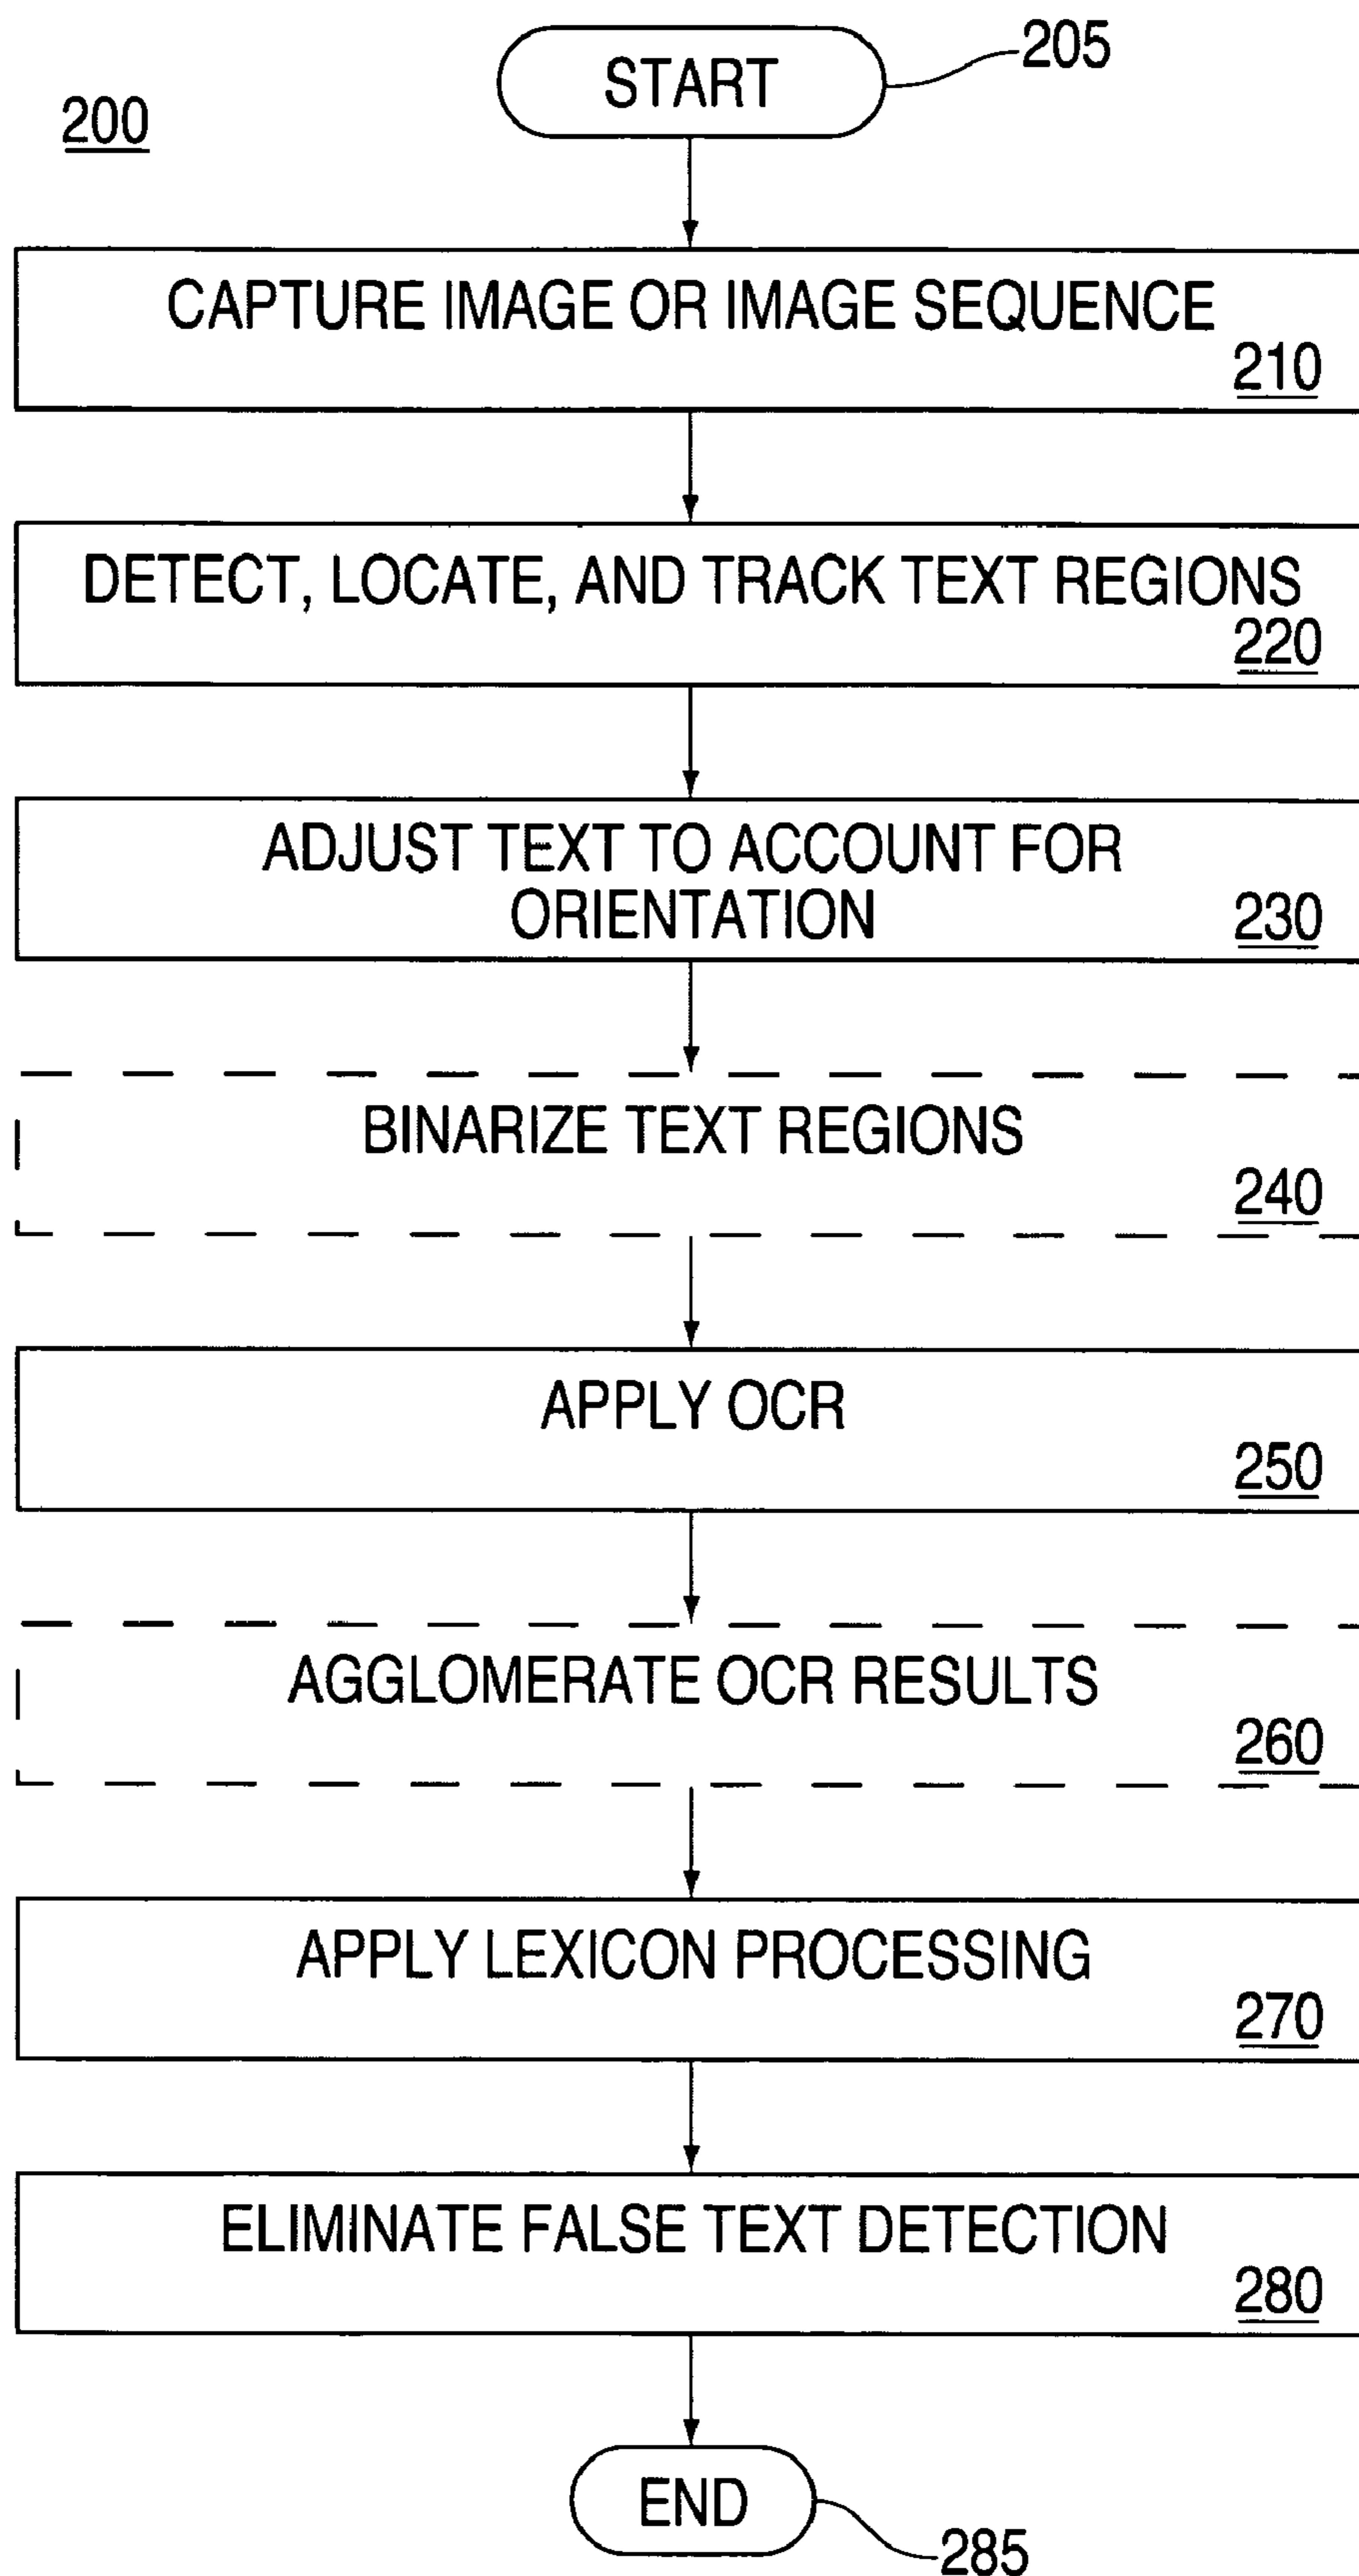 START
205
200
CAPTURE IMAGE OR IMAGE SEQUENCE
210
DETECT, LOCATE, AND TRACK TEXT REGIONS
220
ADJUST TEXT TO ACCOUNT FOR
ORIENTATION
230
BINARIZE TEXT REGIONS
240
APPLY OCR
250
AGGLOMERATE OCR RESULTS
260
APPLY LEXICON PROCESSING
270
ELIMINATE FALSE TEXT DETECTION
280
END
285